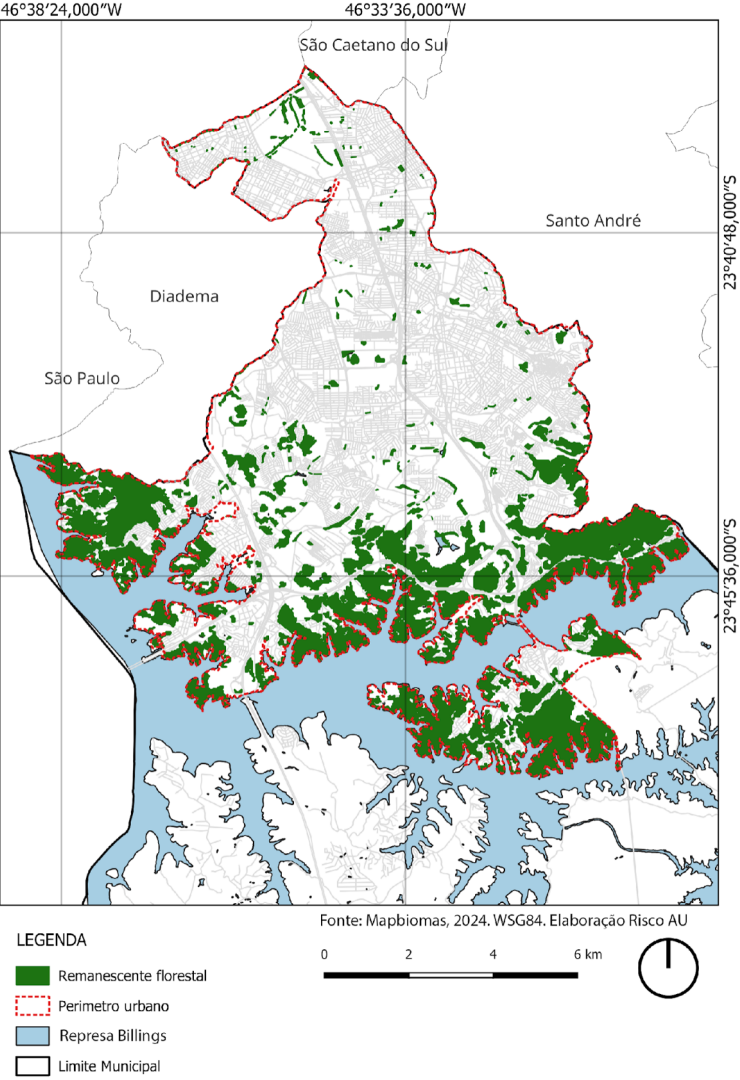 46°38'24,000"W
46°33'36,000"W
São Caetano do Sul
Santo André
23°40'48,000"S
Diadema
São Paulo
23°45'36,000"S
Fonte: Mapbiomas, 2024. WSG84. Elaboração Risco AU
LEGENDA
0 2 4 6 km
Remanescente florestal
Perimetro urbano
Represa Billings
Limite Municipal